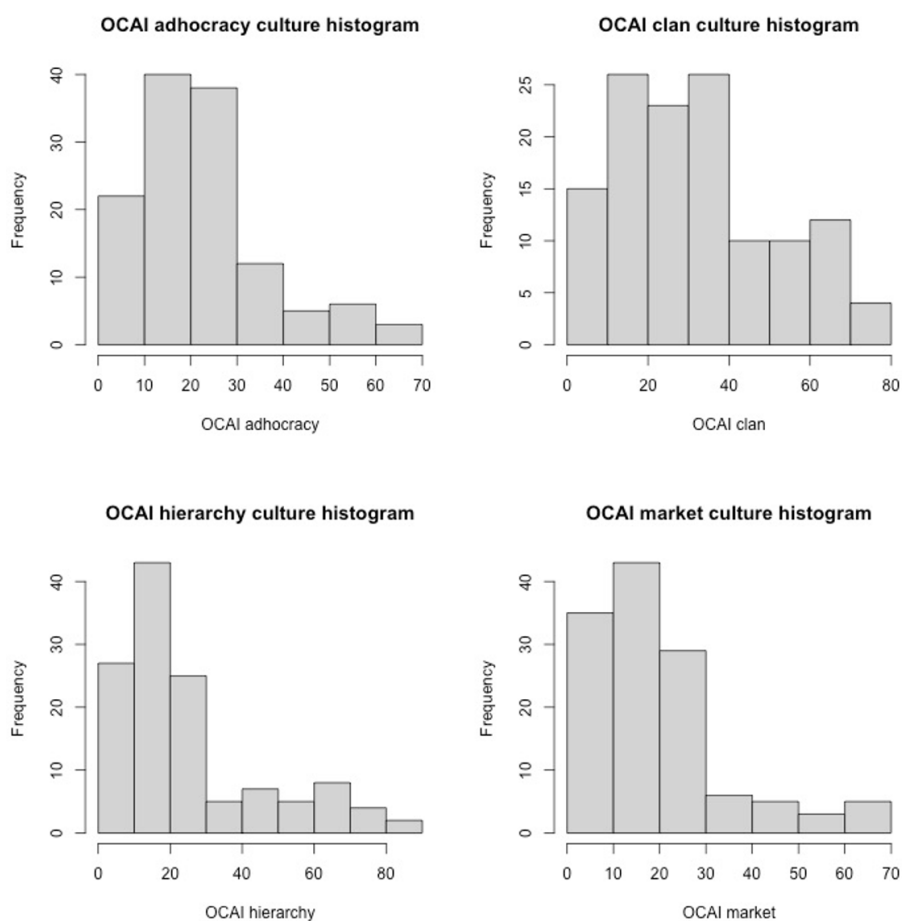 OCAI adhocracy culture histogram
Frequency
0 10 20 30 40
0 10 20 30 40 50 60 70
OCAI adhocracy
OCAI clan culture histogram
Frequency
0 5 10 15 20 25
0 20 40 60 80
OCAI clan
OCAI hierarchy culture histogram
Frequency
0 10 20 30 40
0 20 40 60 80
OCAI hierarchy
OCAI market culture histogram
Frequency
0 10 20 30 40
0 10 20 30 40 50 60 70
OCAI market